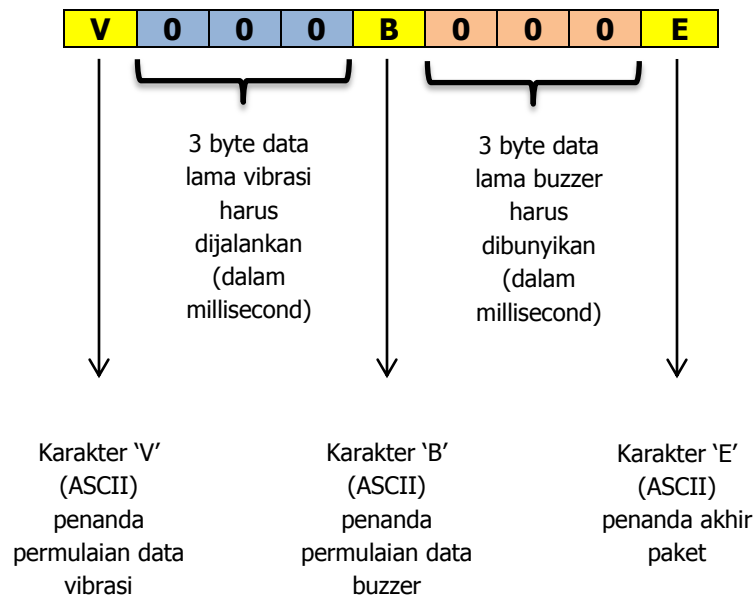 V 0 0 0 B 0 0 0 E
3 byte data
lama vibrasi
harus
dijalankan
(dalam
millisecond)
3 byte data
lama buzzer
harus
dibunyikan
(dalam
millisecond)
Karakter ‘V’
(ASCII)
penanda
permulaian data
vibrasi
Karakter ‘B’
(ASCII)
penanda
permulaian data
buzzer
Karakter ‘E’
(ASCII)
penanda akhir
paket